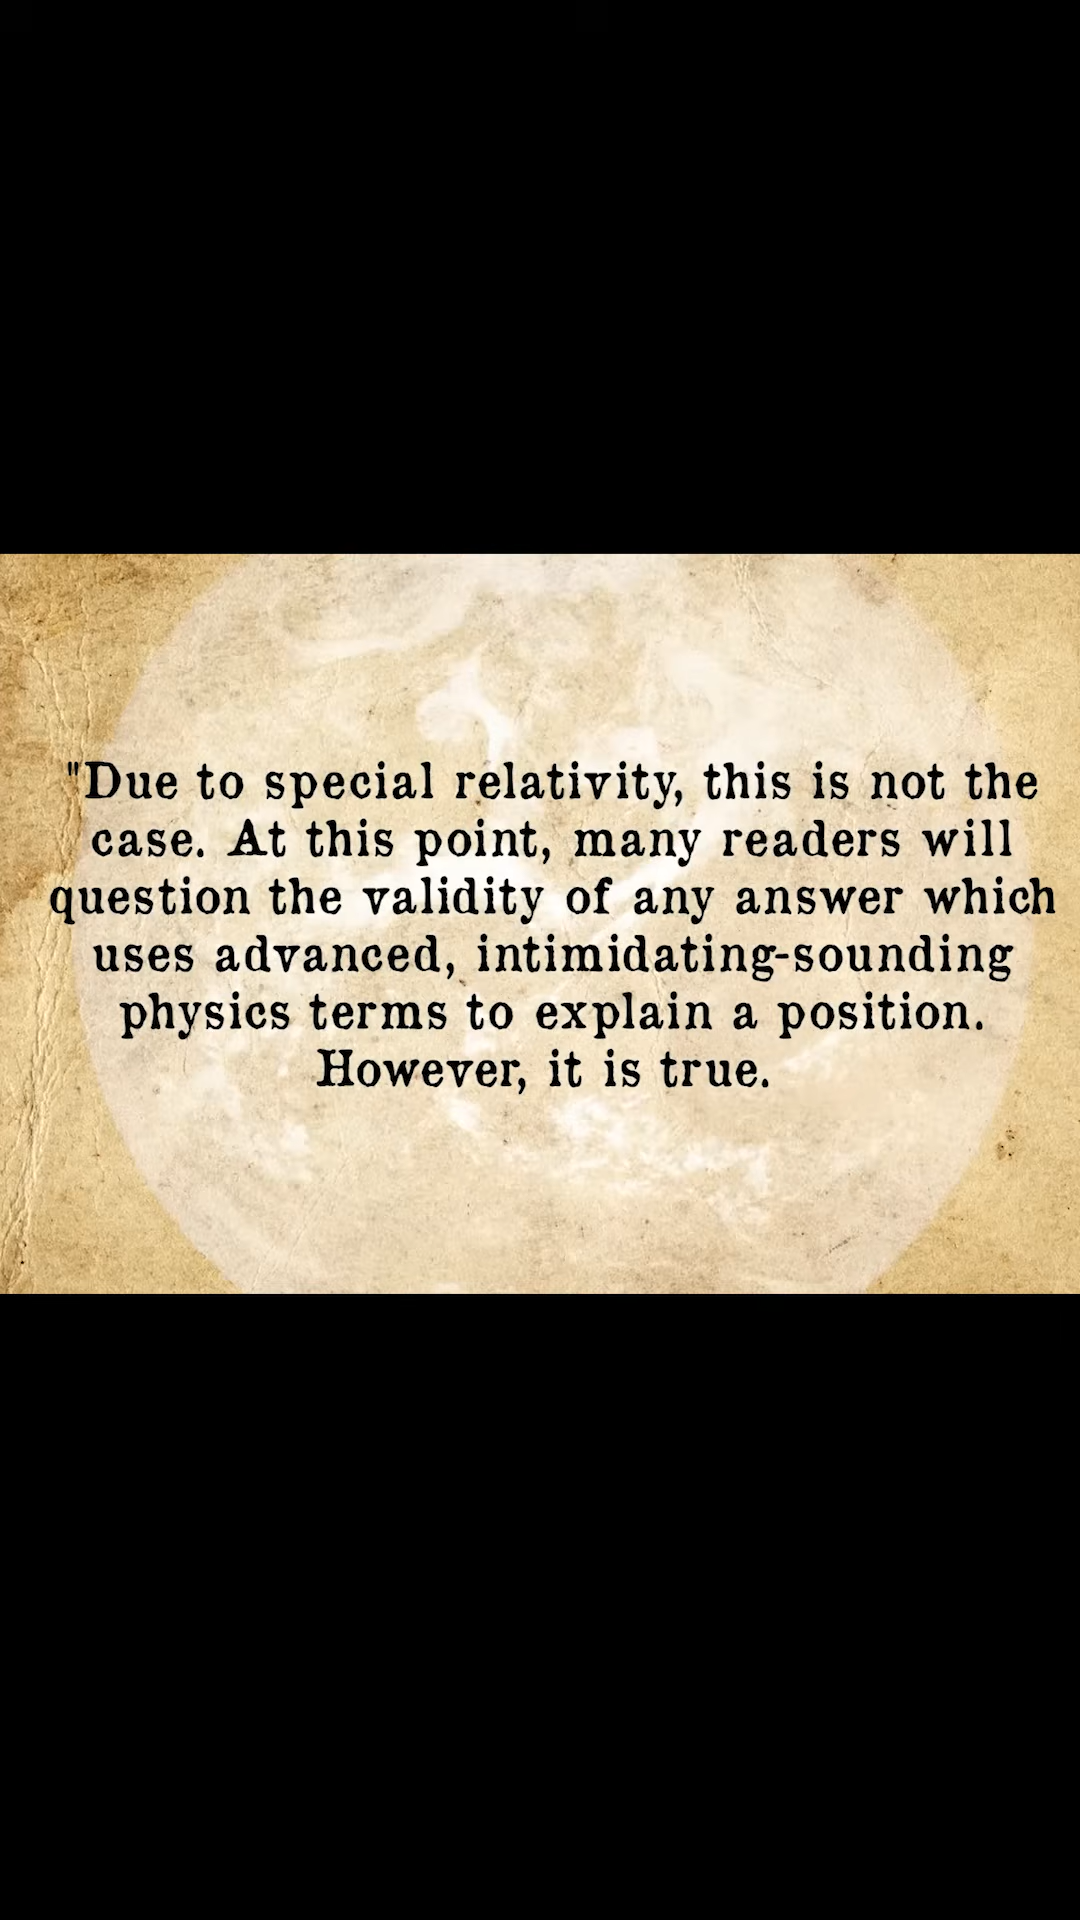 "Due to special relativity, this is not the
case. At this point, many readers will
question the validity of any answer which
uses advanced, intimidating-sounding
physics terms to explain a position.
However, it is true.